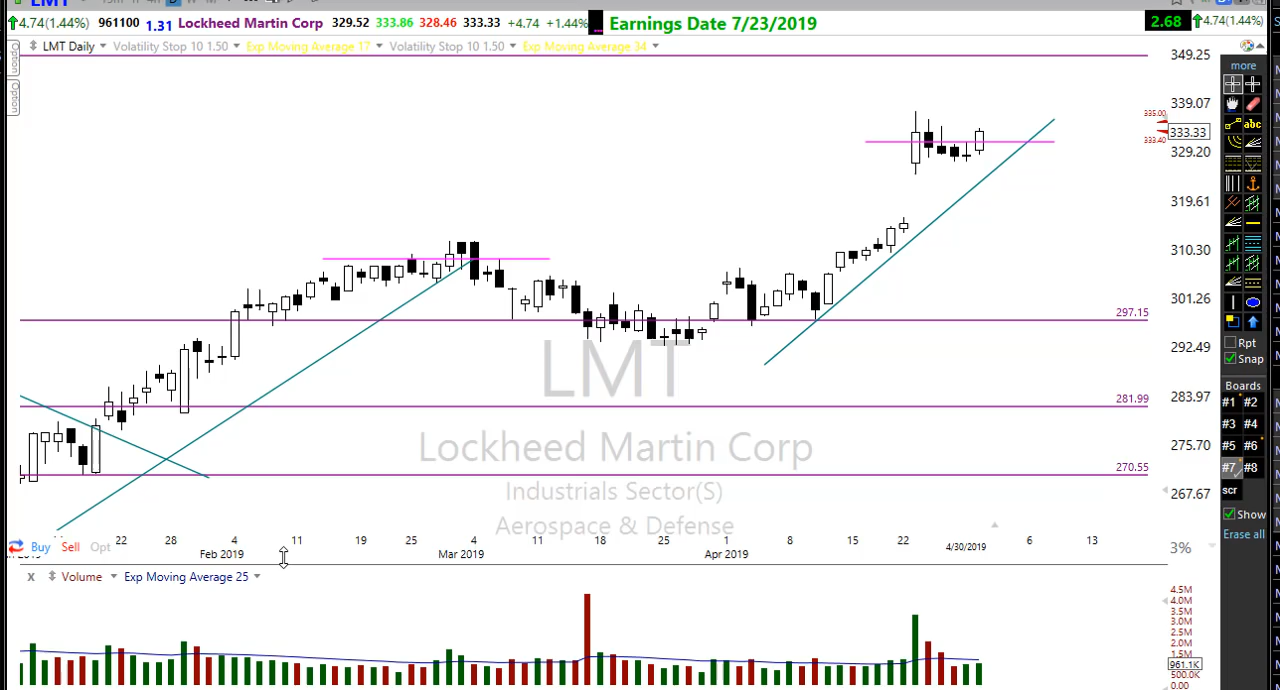 LMT
4.74(1.44%) 961100 1.31 Lockheed Martin Corp 329.52 333.86 328.46 333.33 +4.74 +1.44% Earnings Date 7/23/2019 2.68 4.74(1.44%)
LMT Daily Volatility Stop 10 1.50 Exp Moving Average 17 Volatility Stop 10 1.50 Exp Moving Average 34
Option
Option
349.25
339.07
335.00
333.33
333.40
329.20
319.61
310.30
301.26
297.15
292.49
283.97
281.99
275.70
270.55
267.67
LMT
Lockheed Martin Corp
Industrials Sector(S)
Aerospace & Defense
22 28 4 11 19 25 4 11 18 25 1 8 15 22 4/30/2019 6 13
Feb 2019 Mar 2019 Apr 2019
Buy Sell Opt
3%
X Volume Exp Moving Average 25
4.5M
4.0M
3.5M
3.0M
2.5M
2.0M
1.5M
961.1K
500.0K
0.00
more
abc
Rpt
Snap
Boards
#1 #2
#3 #4
#5 #6
#7 #8
scr
Show
Erase all